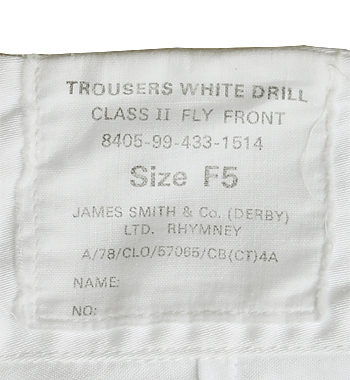 TROUSERS WHITE DRILL
CLASS II FLY FRONT
8405-99-433-1514
Size F5
JAMES SMITH & Co. (DERBY)
LTD. RHYMNEY
A/78/CLO/57065/CB(CT)4A
NAME:
NO: